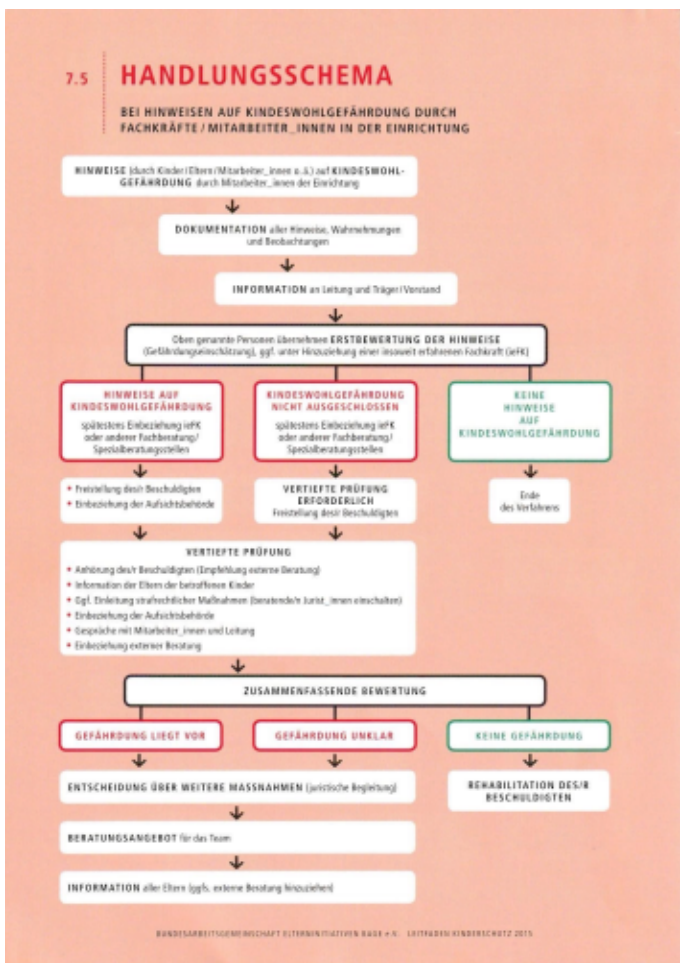 7.5 HANDLUNGSSCHEMA
BEI HINWEISEN AUF KINDESWOHLGEFÄHRDUNG DURCH
FACHKRÄFTE / MITARBEITER_INNEN IN DER EINRICHTUNG
HINWEISE (durch Kinder/Eltern/Mitarbeiter_innen o.ä.) auf KINDESWOHL-
GEFÄHRDUNG durch Mitarbeiter_innen der Einrichtung
DOKUMENTATION aller Hinweise, Wahrnehmungen
und Beobachtungen
INFORMATION an Leitung und Träger/Vorstand
Oben genannte Personen übernehmen ERSTBEWERTUNG DER HINWEISE
(Gefährdungseinschätzung), ggf. unter Hinzuziehung einer insoweit erfahrenen Fachkraft (ieFK)
HINWEISE AUF
KINDESWOHLGEFÄHRDUNG
spätestens Einbeziehung ieFK
oder anderer Fachberatung/
Spezialberatungsstellen
KINDESWOHLGEFÄHRDUNG
NICHT AUSGESCHLOSSEN
spätestens Einbeziehung ieFK
oder anderer Fachberatung/
Spezialberatungsstellen
KEINE
HINWEISE
AUF
KINDESWOHLGEFÄHRDUNG
• Freistellung des/r Beschuldigten
• Einbeziehung der Aufsichtsbehörde
VERTIEFTE PRÜFUNG
ERFORDERLICH
Freistellung des/r Beschuldigten
Ende
des Verfahrens
VERTIEFTE PRÜFUNG
• Anhörung des/r Beschuldigten (Empfehlung externe Beratung)
• Information der Eltern der betroffenen Kinder
• Ggf. Einleitung strafrechtlicher Maßnahmen (beratende/n Jurist_innen einschalten)
• Einbeziehung der Aufsichtsbehörde
• Gespräche mit Mitarbeiter_innen und Leitung
• Einbeziehung externer Beratung
ZUSAMMENFASSENDE BEWERTUNG
GEFÄHRDUNG LIEGT VOR
GEFÄHRDUNG UNKLAR
KEINE GEFÄHRDUNG
ENTSCHEIDUNG ÜBER WEITERE MASSNAHMEN (juristische Begleitung)
REHABILITATION DES/R
BESCHULDIGTEN
BERATUNGSANGEBOT für das Team
INFORMATION aller Eltern (ggfs. externe Beratung hinzuziehen)
BUNDESARBEITSGEMEINSCHAFT ELTERNINITIATIVEN BAGE e.V. LEITFADEN KINDERSCHUTZ 2015